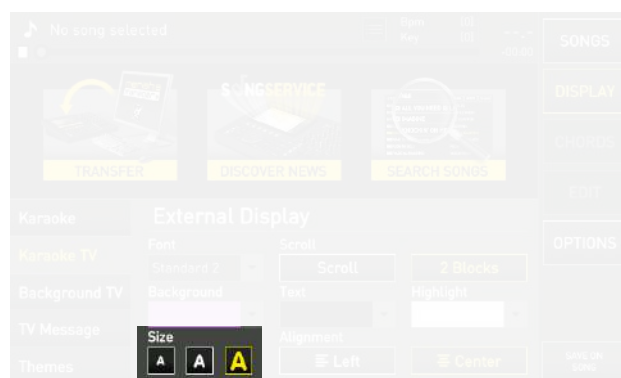 No song selected
Bpm
Key
-00:00
SONGS
DISPLAY
CHORDS
EDIT
OPTIONS
SAVE ON SONG
SONGSERVICE
TRANSFER
DISCOVER NEWS
SEARCH SONGS
Karaoke
Karaoke TV
Background TV
TV Message
Themes
External Display
Font
Scroll
Standard 2
Scroll
2 Blocks
Background
Text
Highlight
Size
Alignment
A A A
Left
Center